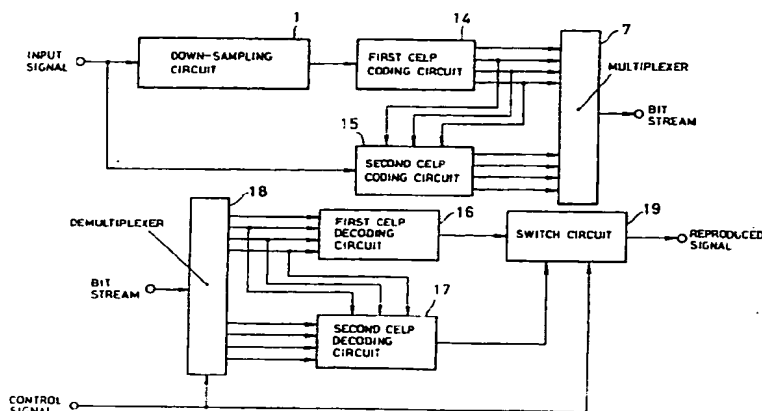 1
14
7
INPUT
SIGNAL
DOWN-SAMPLING
CIRCUIT
FIRST CELP
CODING CIRCUIT
MULTIPLEXER
BIT
STREAM
15
SECOND CELP
CODING CIRCUIT
18
DEMULTIPLEXER
16
FIRST CELP
DECODING
CIRCUIT
19
SWITCH CIRCUIT
REPRODUCED
SIGNAL
BIT
STREAM
17
SECOND CELP
DECODING
CIRCUIT
CONTROL
SIGNAL